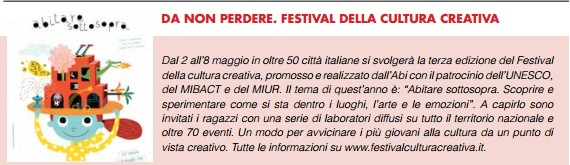 abitare
sottosopra
DA NON PERDERE. FESTIVAL DELLA CULTURA CREATIVA
Dal 2 all'8 maggio in oltre 50 città italiane si svolgerà la terza edizione del Festival
della cultura creativa, promosso e realizzato dall'Abi con il patrocinio dell'UNESCO,
del MIBACT e del MIUR. Il tema di quest'anno è: "Abitare sottosopra. Scoprire e
sperimentare come si sta dentro i luoghi, l'arte e le emozioni". A capirlo sono
invitati i ragazzi con una serie di laboratori diffusi su tutto il territorio nazionale e
oltre 70 eventi. Un modo per avvicinare i più giovani alla cultura da un punto di
vista creativo. Tutte le informazioni su www.festivalculturacreativa.it.